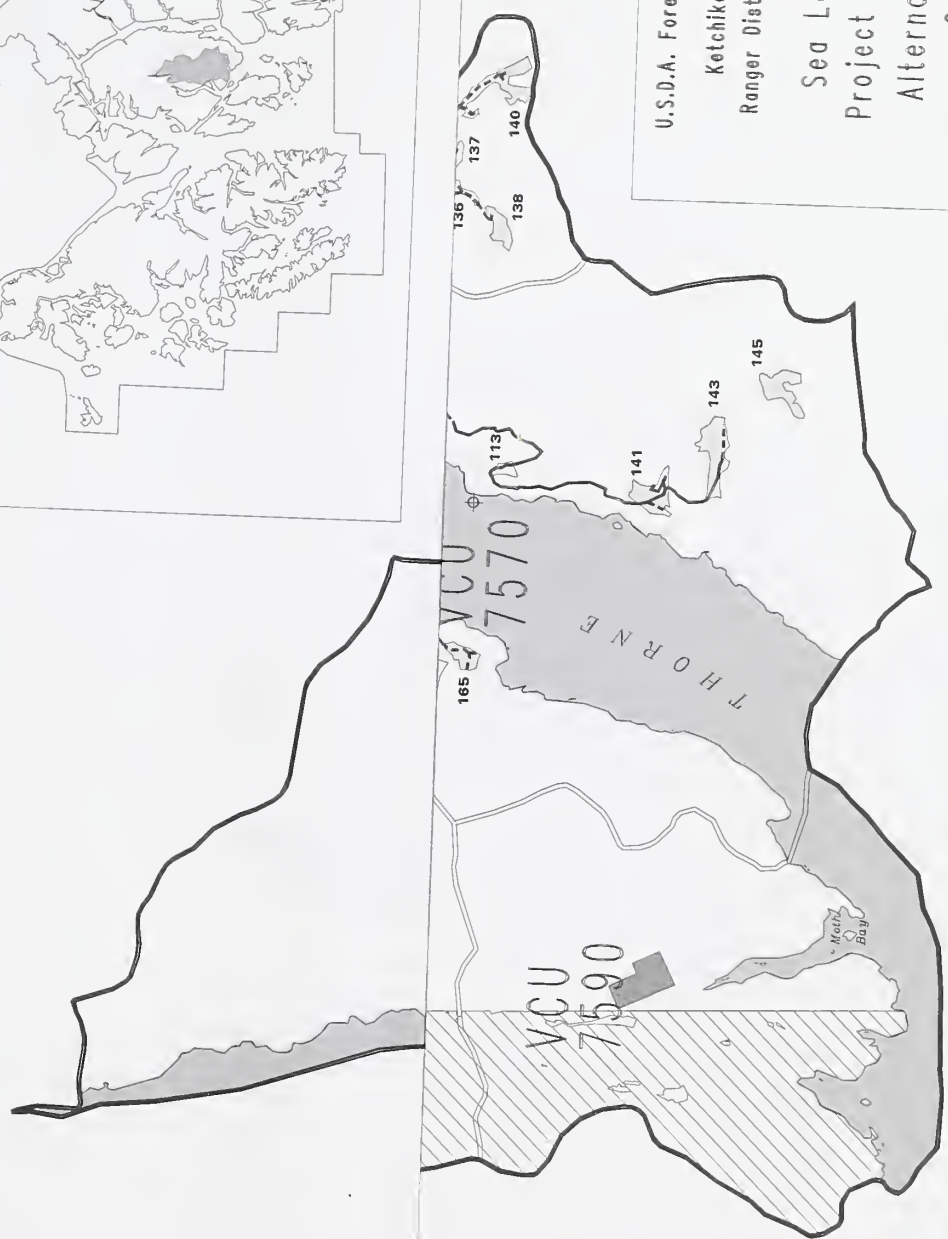 U.S.D.A. Fore
Ketchik
Ranger Dist
Sea L
Project
Alterna
136
137
140
138
113
141
143
145
165
VCU
7570
THORNE
VCU
7590
Moth
Bay